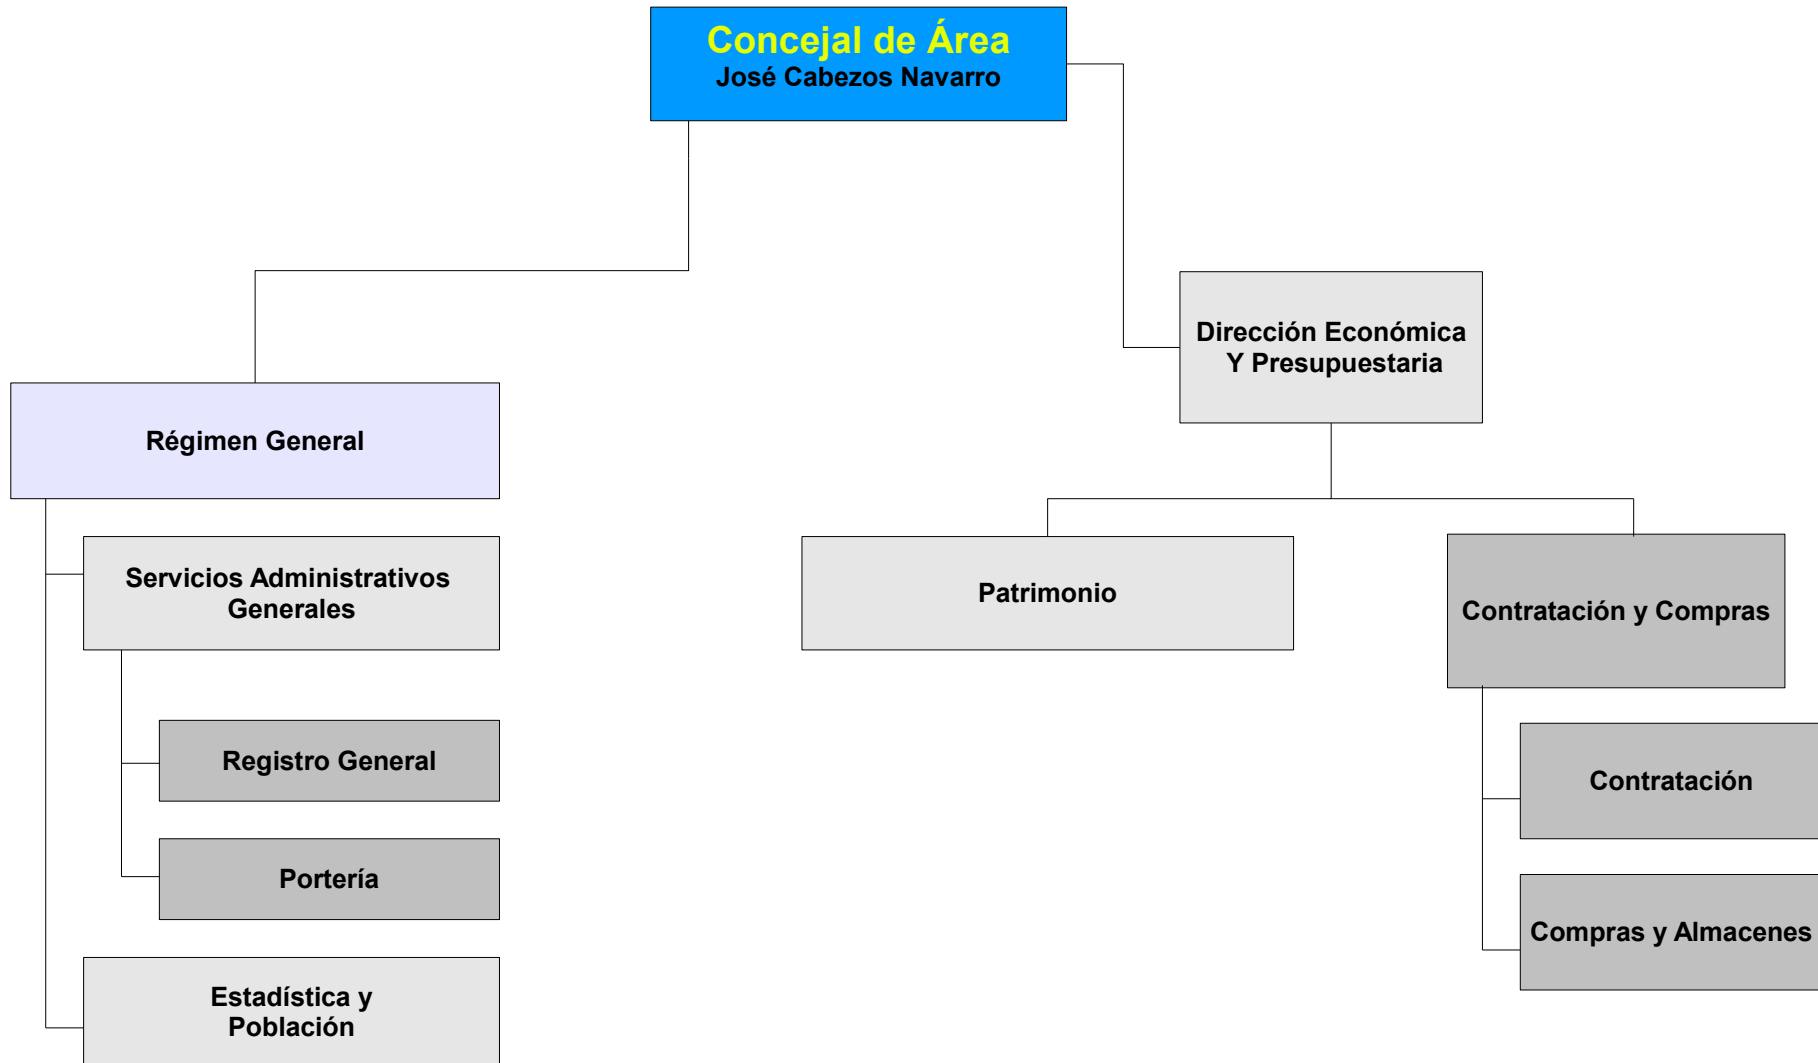 Concejal de Área
José Cabezos Navarro
Dirección Económica
Y Presupuestaria
Régimen General
Servicios Administrativos
Generales
Patrimonio
Contratación y Compras
Registro General
Contratación
Portería
Compras y Almacenes
Estadística y
Población